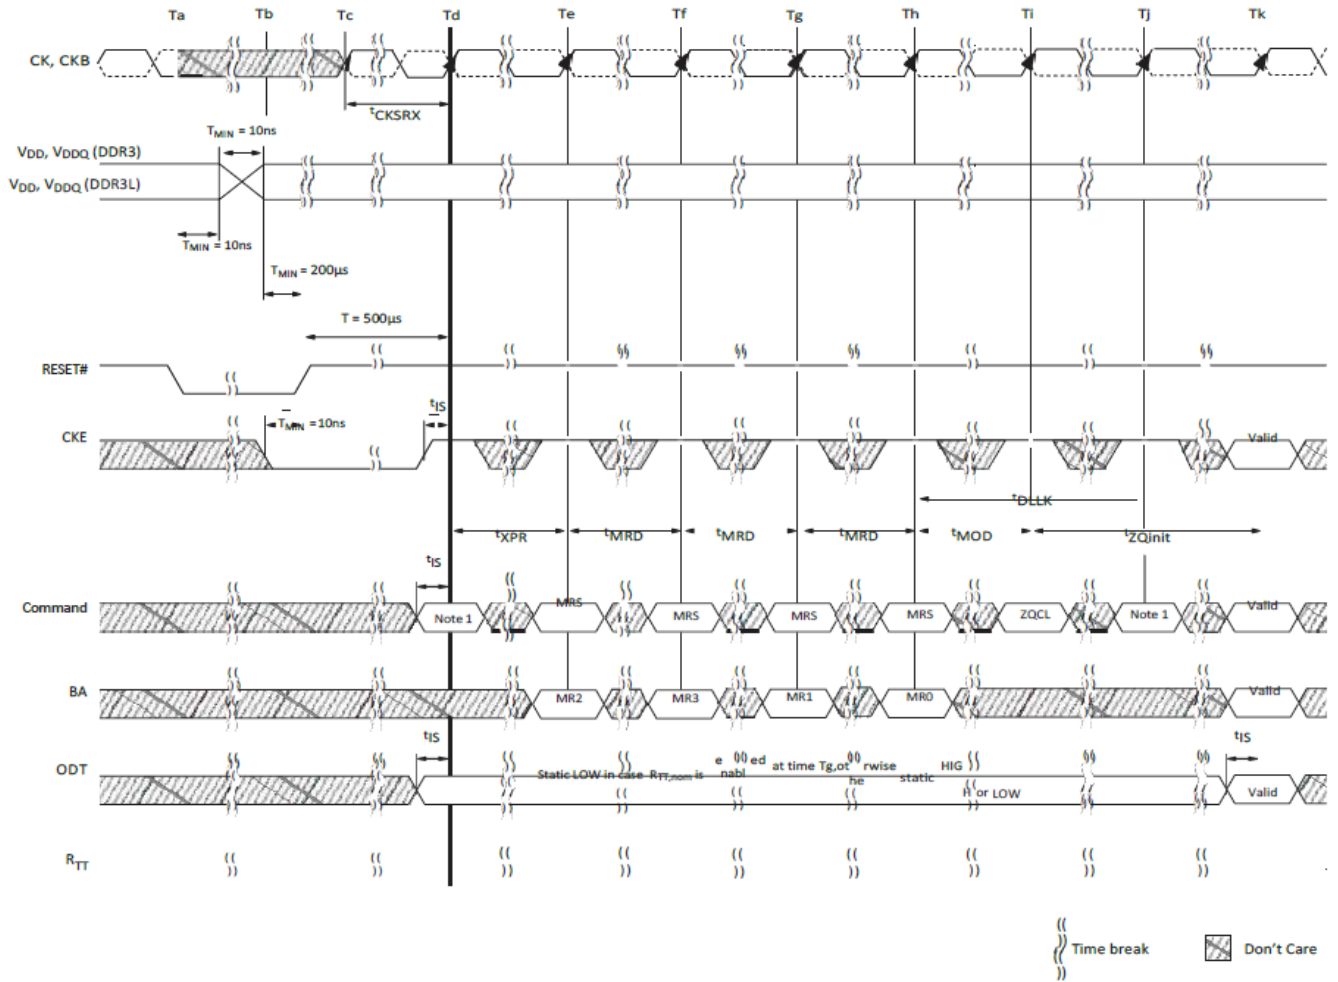 Ta Tb Tc Td Te Tf Tg Th Ti Tj Tk
CK, CKB
tCKSRX
TMIN = 10ns
VDD, VDDQ (DDR3)
VDD, VDDQ (DDR3L)
TMIN = 10ns
TMIN = 200µs
T = 500µs
RESET#
tIS
TMIN = 10ns
CKE
Valid
tDLLK
tXPR tMRD tMRD tMRD tMOD tZQinit
tIS
Command Note 1 MRS MRS MRS MRS ZQCL Note 1 Valid
BA MR2 MR3 MR1 MR0 Valid
tIS tIS
ODT Static LOW in case RTT,nom is enabled at time Tg,otherwise static HIGH or LOW Valid
RTT
Time break Don't Care